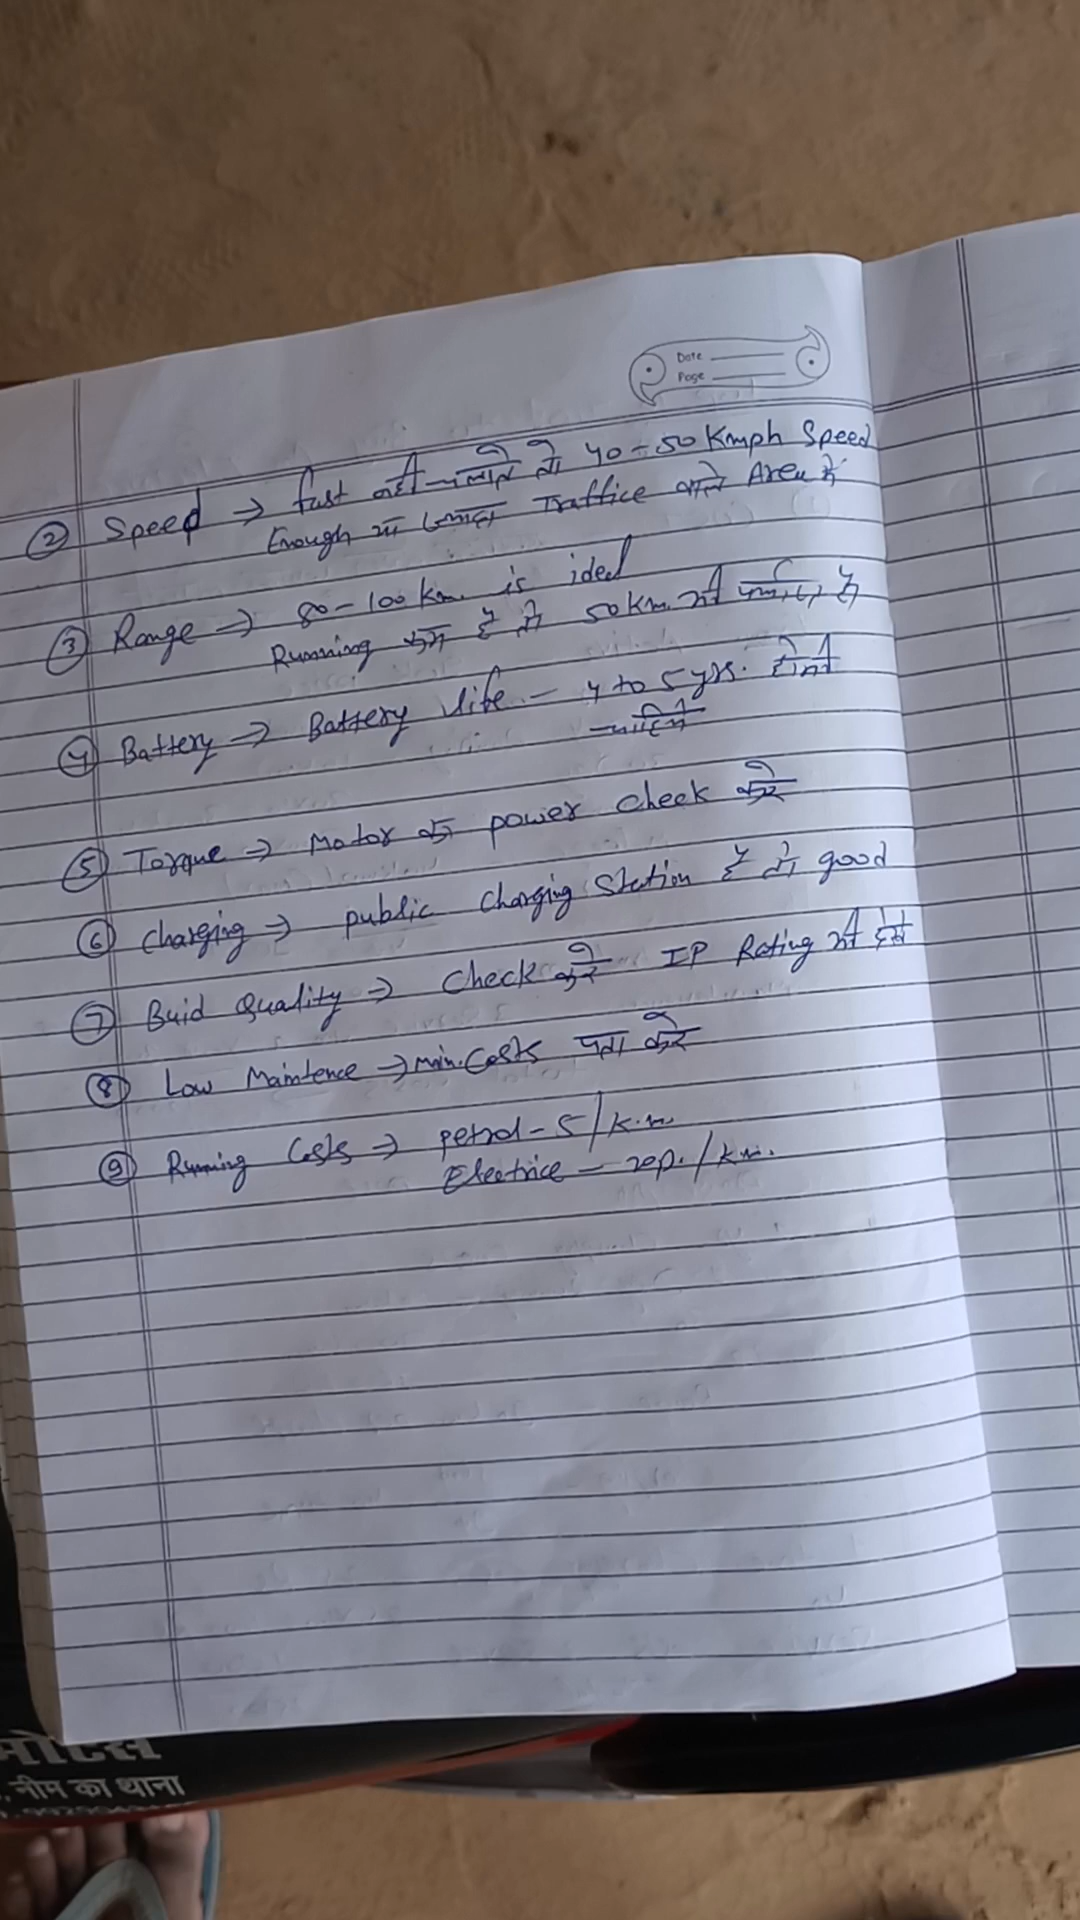 Date
Page
② Speed → fast नही चलाने तो 40-50 Kmph Speed
Enough या ज्यादा Traffice वाले Area में
③ Range → 80-100 Km. is ideal
Running कम है तो 50 Km. भी है
④ Battery → Battery life - 4 to 5 yrs. होनी
चाहिये
⑤ Torque → Motor का power check करे
⑥ Charging → public Charging Station है तो good
⑦ Buid Quality → Check करे IP Rating भी देखे
⑧ Low Maintence → Main. Costs पता करे
⑨ Running Costs → petrol - 5/K.m.
Electrice - 20p./km.
मोटर्स
, नीम का थाना